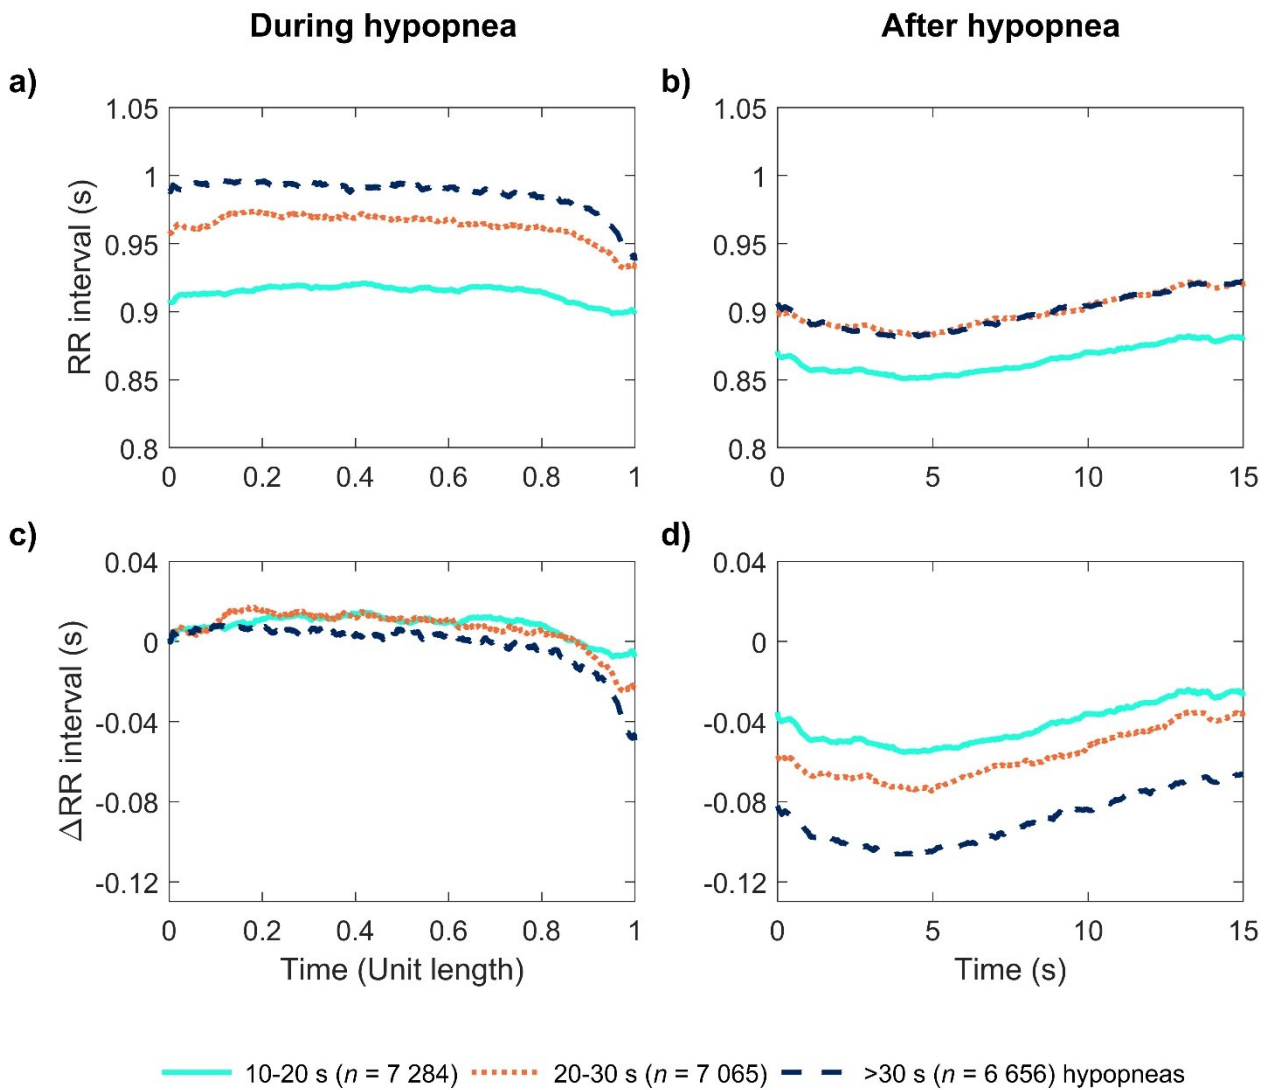 During hypopnea
After hypopnea
a)
b)
RR interval (s)
1.05
1
0.95
0.9
0.85
0.8
0 0.2 0.4 0.6 0.8 1
1.05
1
0.95
0.9
0.85
0.8
0 5 10 15
c)
d)
ΔRR interval (s)
0.04
0
-0.04
-0.08
-0.12
0 0.2 0.4 0.6 0.8 1
Time (Unit length)
0.04
0
-0.04
-0.08
-0.12
0 5 10 15
Time (s)
10-20 s (n = 7 284) 20-30 s (n = 7 065) >30 s (n = 6 656) hypopneas